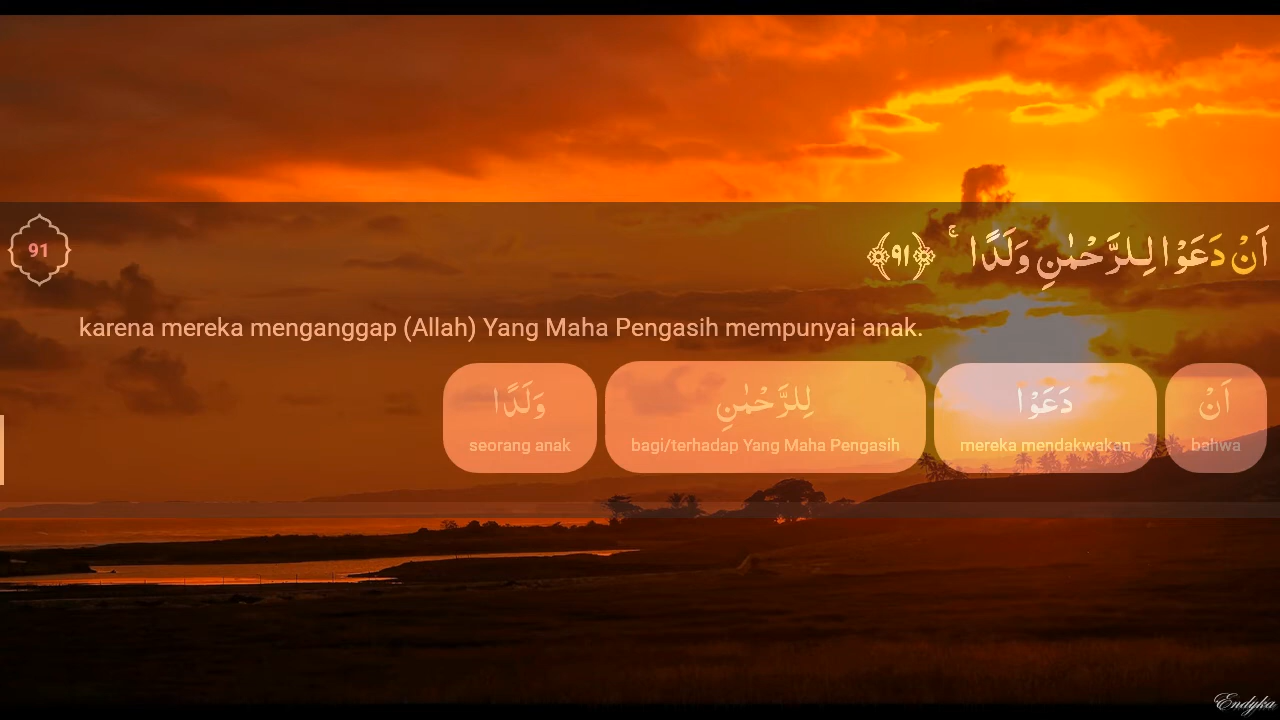 اَنْ دَعَوْا لِلرَّحْمٰنِ وَلَدًا ۚ ﴿٩١﴾
91
karena mereka menganggap (Allah) Yang Maha Pengasih mempunyai anak.
اَنْ دَعَوْا لِلرَّحْمٰنِ وَلَدًا
bahwa mereka mendakwakan bagi/terhadap Yang Maha Pengasih seorang anak
Endyka